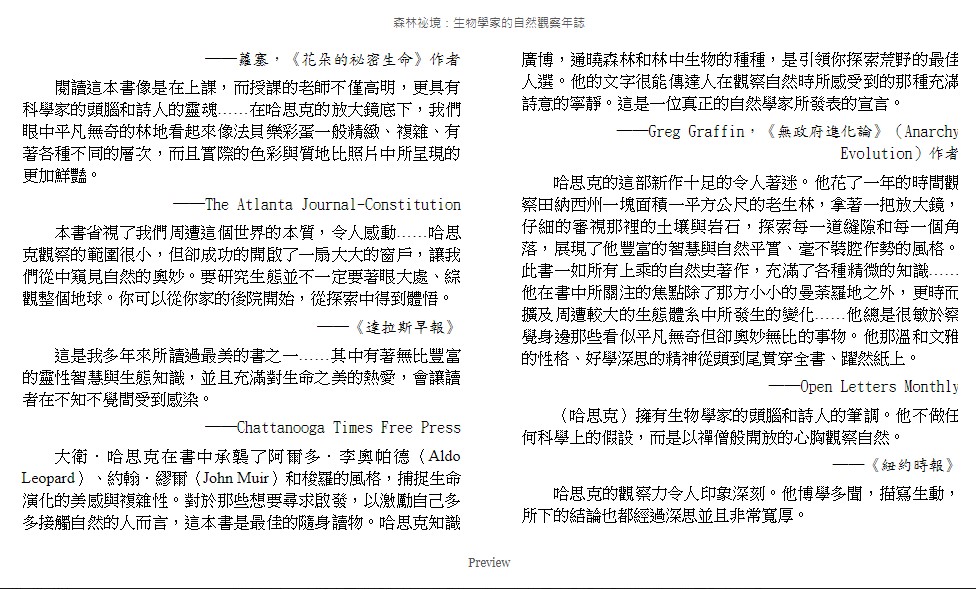 森林祕境：生物學家的自然觀察年誌
──蘿塞，《花朵的祕密生命》作者
閱讀這本書像是在上課，而授課的老師不僅高明，更具有
科學家的頭腦和詩人的靈魂……在哈思克的放大鏡底下，我們
眼中平凡無奇的林地看起來像法貝樂彩蛋一般精緻、複雜、有
著各種不同的層次，而且實際的色彩與質地比照片中所呈現的
更加鮮豔。
──The Atlanta Journal-Constitution
本書省視了我們周遭這個世界的本質，令人感動……哈思
克觀察的範圍很小，但卻成功的開啟了一扇大大的窗戶，讓我
們從中窺見自然的奧妙。要研究生態並不一定要著眼大處、綜
觀整個地球。你可以從你家的後院開始，從探索中得到體悟。
──《達拉斯早報》
這是我多年來所讀過最美的書之一……其中有著無比豐富
的靈性智慧與生態知識，並且充滿對生命之美的熱愛，會讓讀
者在不知不覺間受到感染。
──Chattanooga Times Free Press
大衛．哈思克在書中承襲了阿爾多．李奧帕德（Aldo
Leopard）、約翰．繆爾（John Muir）和梭羅的風格，捕捉生命
演化的美感與複雜性。對於那些想要尋求啟發，以激勵自己多
多接觸自然的人而言，這本書是最佳的隨身讀物。哈思克知識
廣博，通曉森林和林中生物的種種，是引領你探索荒野的最佳
人選。他的文字很能傳達人在觀察自然時所感受到的那種充滿
詩意的寧靜。這是一位真正的自然學家所發表的宣言。
──Greg Graffin，《無政府進化論》（Anarchy
Evolution）作者
哈思克的這部新作十足的令人著迷。他花了一年的時間觀
察田納西州一塊面積一平方公尺的老生林，拿著一把放大鏡，
仔細的審視那裡的土壤與岩石，探索每一道縫隙和每一個角
落，展現了他豐富的智慧與自然平實、毫不裝腔作勢的風格。
此書一如所有上乘的自然史著作，充滿了各種精微的知識……
他在書中所關注的焦點除了那方小小的曼荼羅地之外，更時而
擴及周遭較大的生態體系中所發生的變化……他總是很敏於察
覺身邊那些看似平凡無奇但卻奧妙無比的事物。他那溫和文雅
的性格、好學深思的精神從頭到尾貫穿全書、躍然紙上。
──Open Letters Monthly
（哈思克）擁有生物學家的頭腦和詩人的筆調。他不做任
何科學上的假設，而是以禪僧般開放的心胸觀察自然。
──《紐約時報》
哈思克的觀察力令人印象深刻。他博學多聞，描寫生動，
所下的結論也都經過深思並且非常寬厚。
Preview